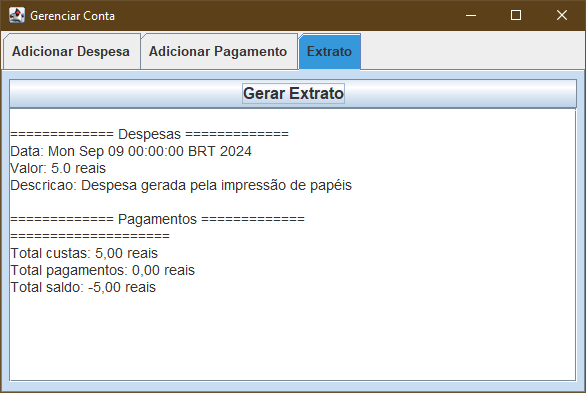 Gerenciar Conta
Adicionar Despesa Adicionar Pagamento Extrato
Gerar Extrato
============= Despesas =============
Data: Mon Sep 09 00:00:00 BRT 2024
Valor: 5.0 reais
Descricao: Despesa gerada pela impressão de papéis
============= Pagamentos =============
====================
Total custas: 5,00 reais
Total pagamentos: 0,00 reais
Total saldo: -5,00 reais